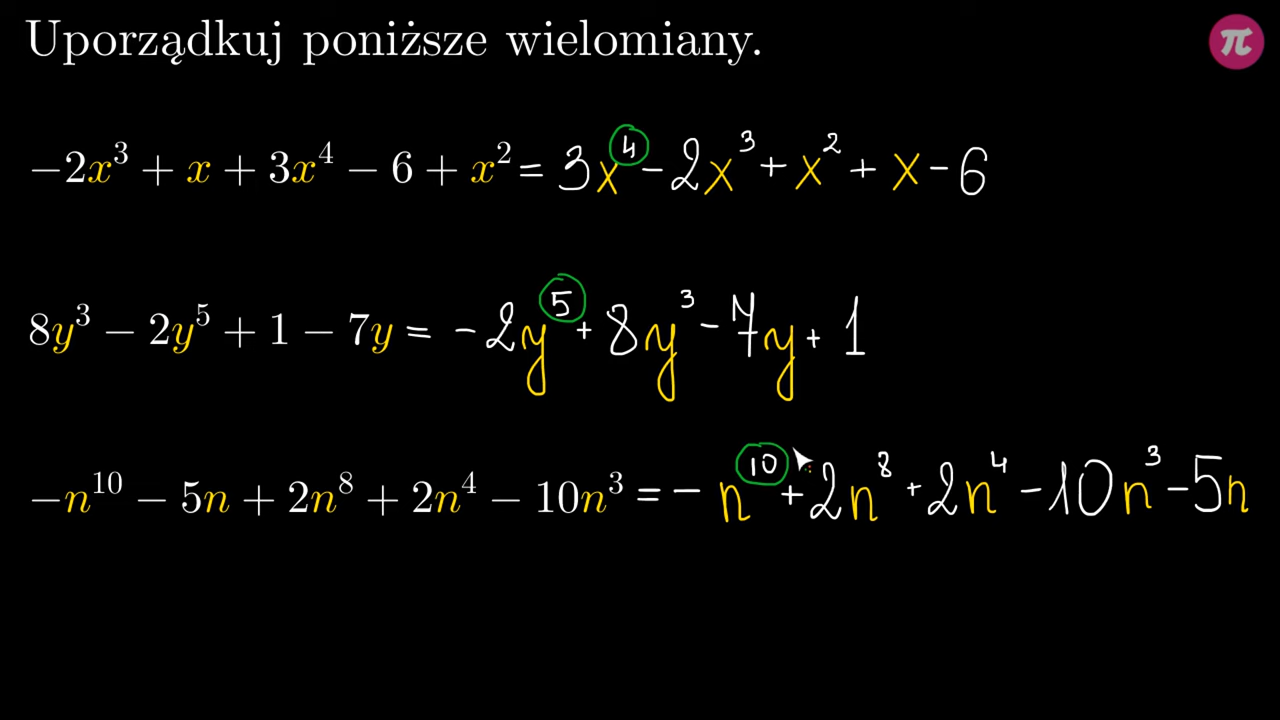 Uporządkuj poniższe wielomiany.
π
−2x³ + x + 3x⁴ − 6 + x² = 3x⁴ − 2x³ + x² + x − 6
8y³ − 2y⁵ + 1 − 7y = −2y⁵ + 8y³ − 7y + 1
−n¹⁰ − 5n + 2n⁸ + 2n⁴ − 10n³ = −n¹⁰ + 2n⁸ + 2n⁴ − 10n³ − 5n